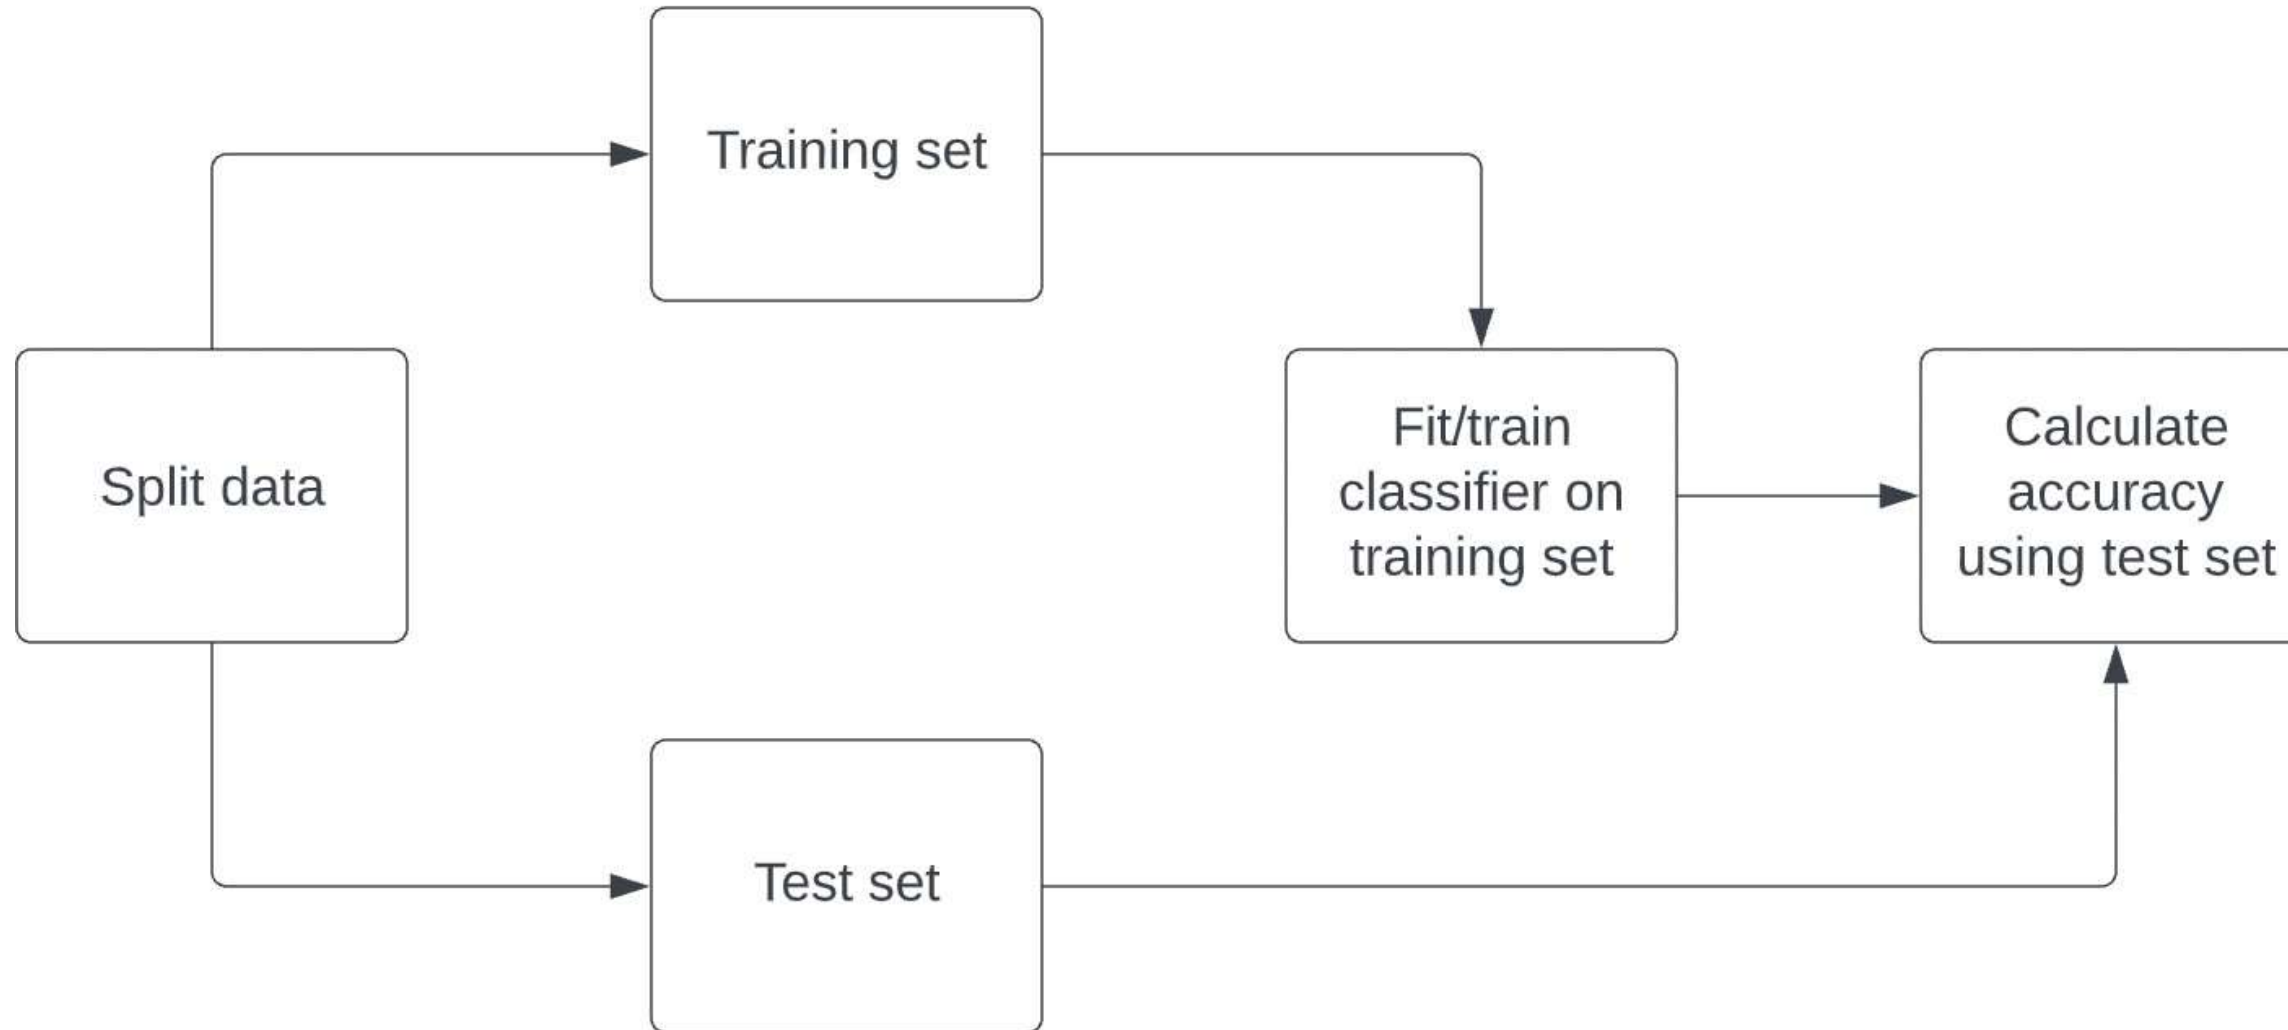 Training set
Split data
Fit/train
classifier on
training set
Calculate
accuracy
using test set
Test set